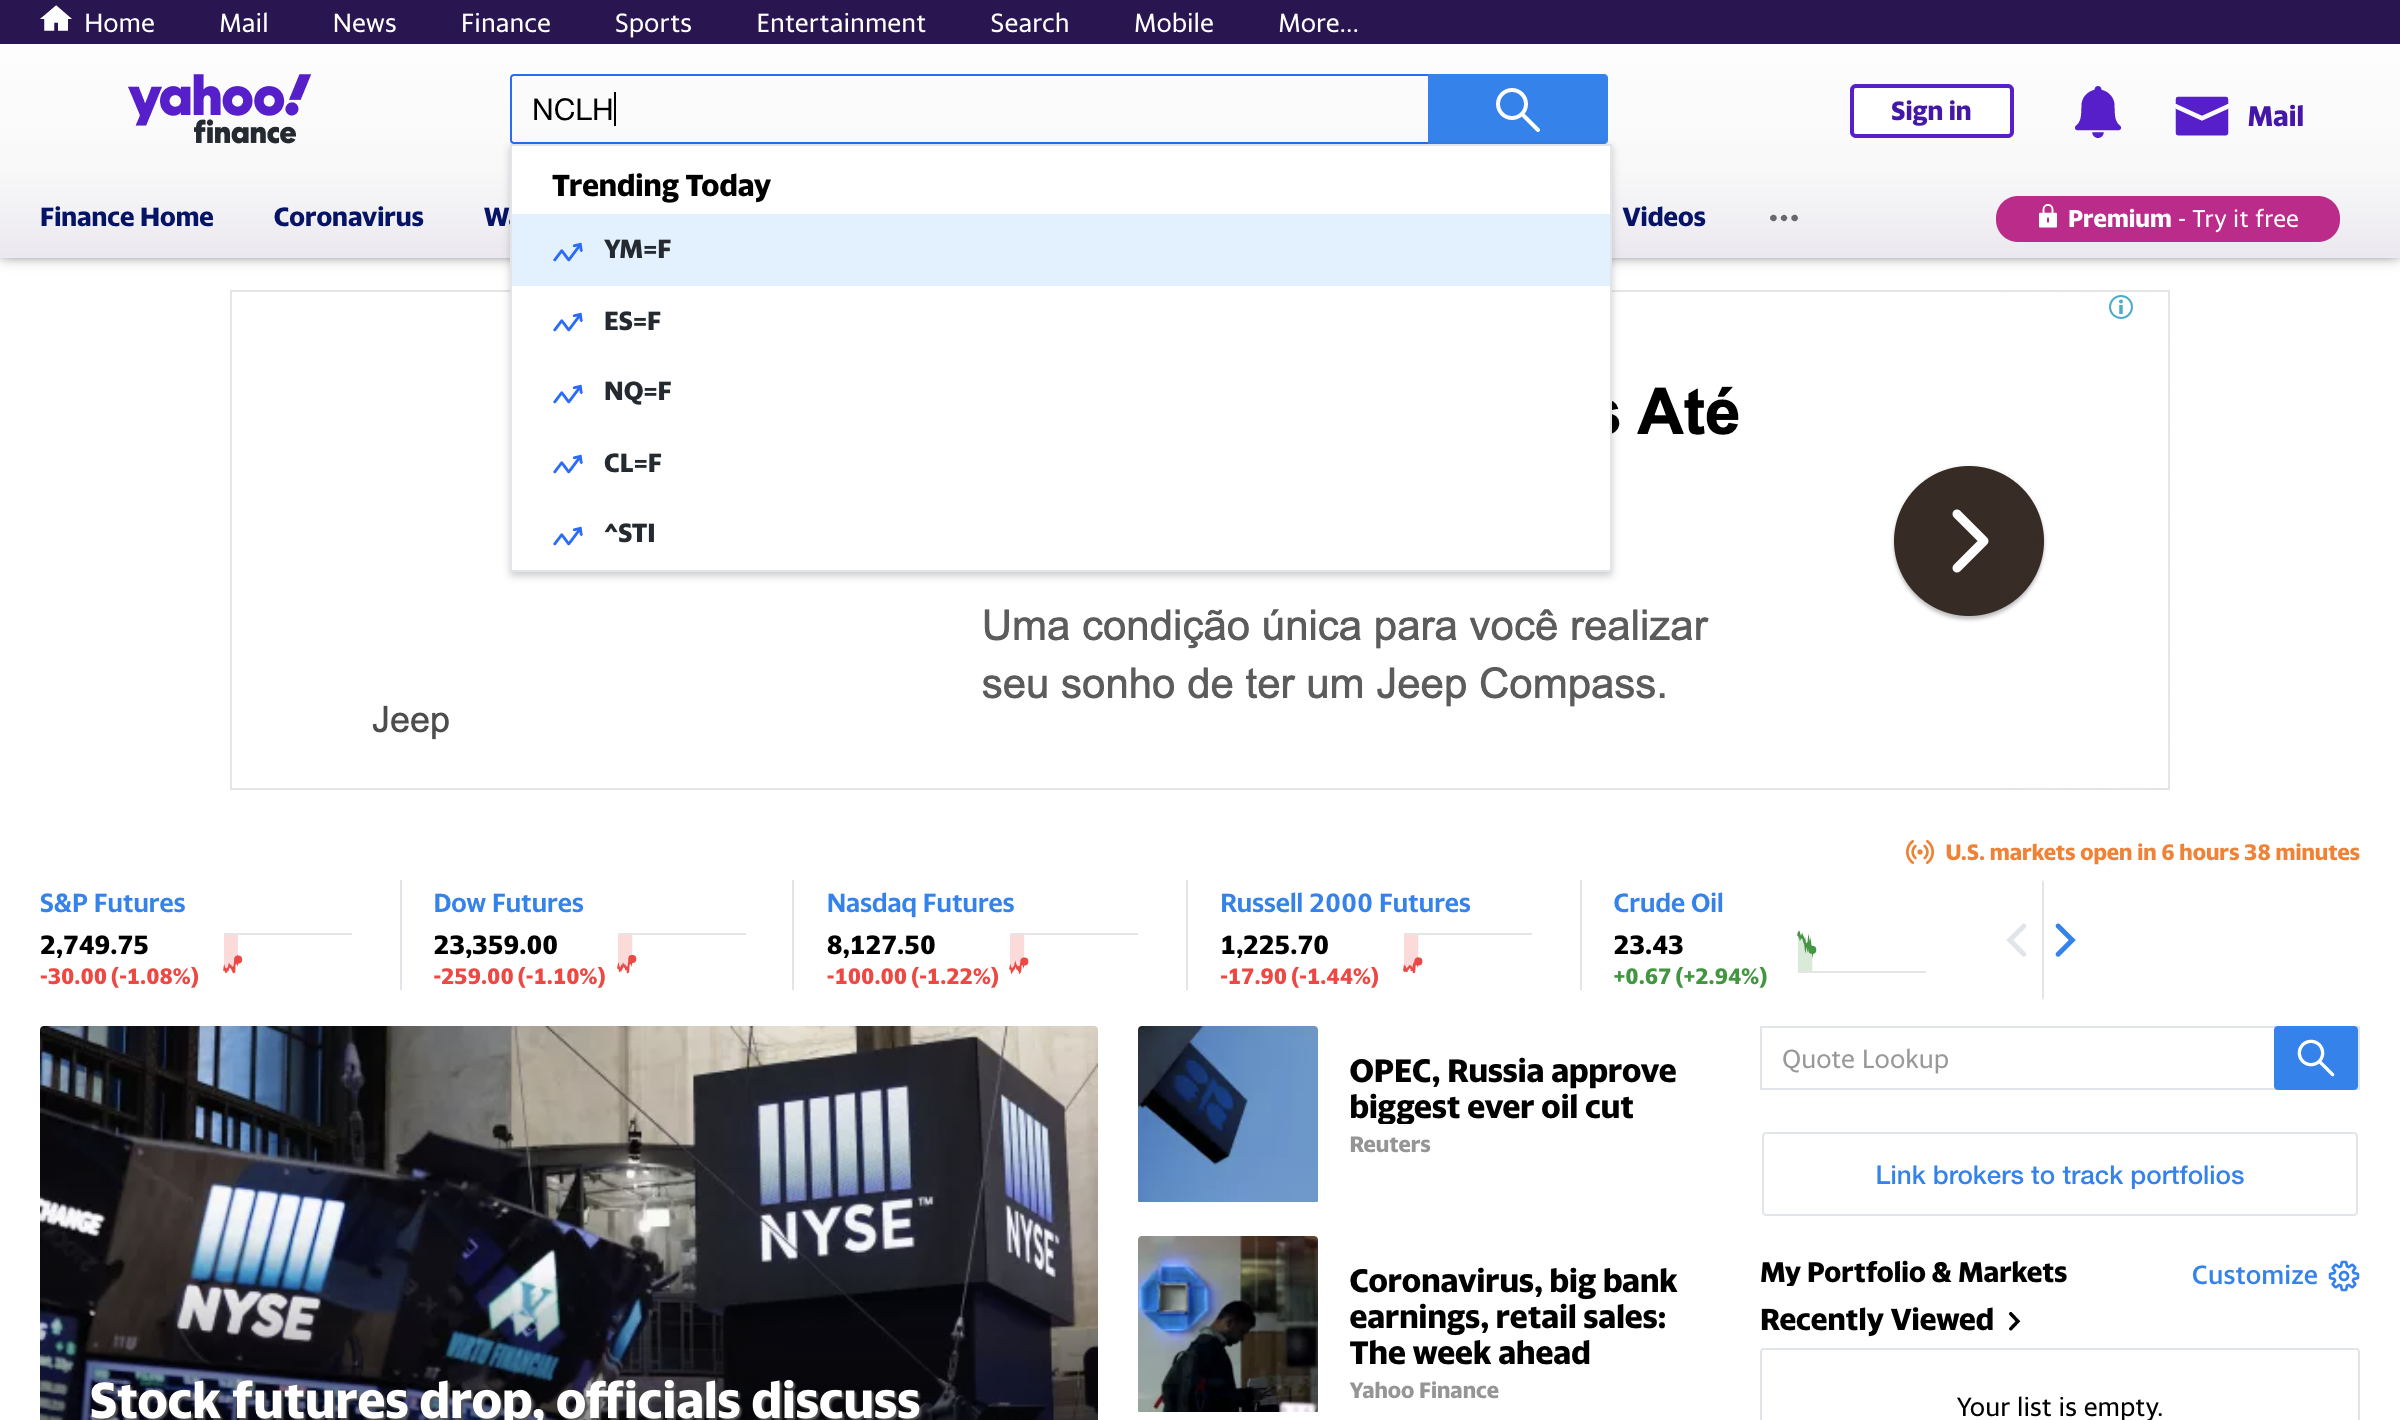 Home Mail News Finance Sports Entertainment Search Mobile More...
yahoo!
finance
NCLH
Sign in
Mail
Trending Today
Finance Home Coronavirus
Videos
Premium - Try it free
YM=F
ES=F
NQ=F
CL=F
^STI
Até
Uma condição única para você realizar
seu sonho de ter um Jeep Compass.
Jeep
U.S. markets open in 6 hours 38 minutes
S&P Futures
2,749.75
-30.00 (-1.08%)
Dow Futures
23,359.00
-259.00 (-1.10%)
Nasdaq Futures
8,127.50
-100.00 (-1.22%)
Russell 2000 Futures
1,225.70
-17.90 (-1.44%)
Crude Oil
23.43
+0.67 (+2.94%)
NYSE
NYSE™
NYSE
VIRTU FINANCIAL
Stock futures drop, officials discuss
OPEC, Russia approve
biggest ever oil cut
Reuters
Coronavirus, big bank
earnings, retail sales:
The week ahead
Yahoo Finance
Quote Lookup
Link brokers to track portfolios
My Portfolio & Markets
Customize
Recently Viewed
Your list is empty.